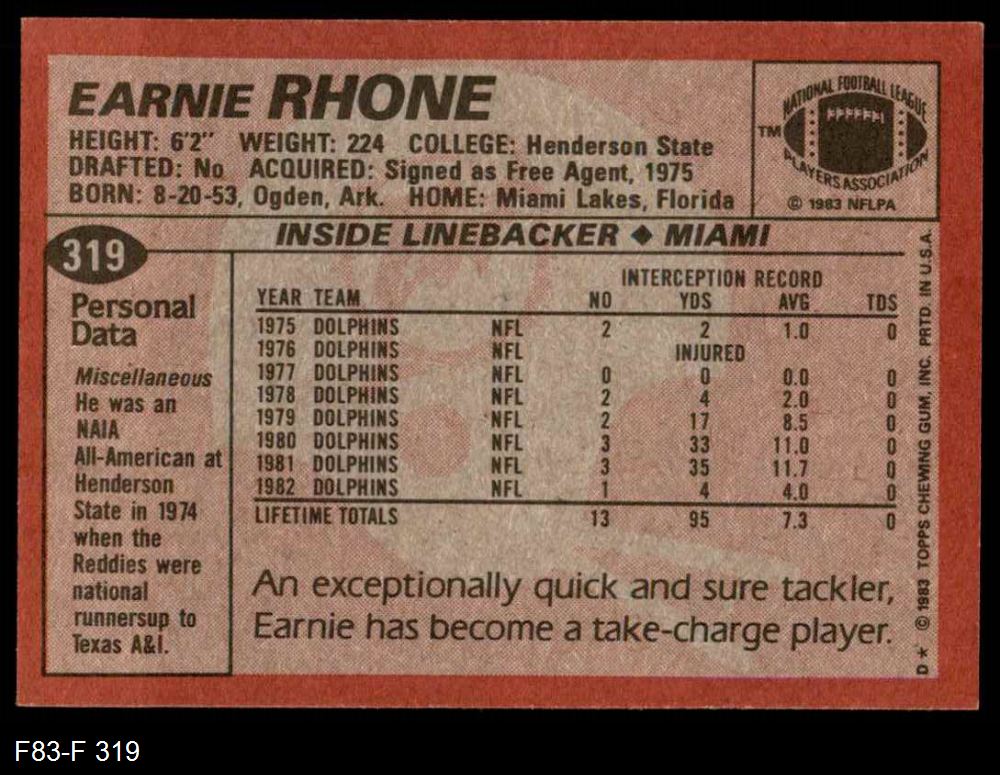 EARNIE RHONE
HEIGHT: 6'2" WEIGHT: 224 COLLEGE: Henderson State
DRAFTED: No ACQUIRED: Signed as Free Agent, 1975
BORN: 8-20-53, Ogden, Ark. HOME: Miami Lakes, Florida
NATIONAL FOOTBALL LEAGUE
TM
PLAYERS ASSOCIATION
© 1983 NFLPA
319
INSIDE LINEBACKER ◆ MIAMI
Personal
Data
Miscellaneous
He was an
NAIA
All-American at
Henderson
State in 1974
when the
Reddies were
national
runnersup to
Texas A&I.
INTERCEPTION RECORD
YEAR TEAM NO YDS AVG TDS
1975 DOLPHINS NFL 2 2 1.0 0
1976 DOLPHINS NFL INJURED
1977 DOLPHINS NFL 0 0 0.0 0
1978 DOLPHINS NFL 2 4 2.0 0
1979 DOLPHINS NFL 2 17 8.5 0
1980 DOLPHINS NFL 3 33 11.0 0
1981 DOLPHINS NFL 3 35 11.7 0
1982 DOLPHINS NFL 1 4 4.0 0
LIFETIME TOTALS 13 95 7.3 0
An exceptionally quick and sure tackler,
Earnie has become a take-charge player.
D* © 1983 TOPPS CHEWING GUM, INC. PRTD. IN U.S.A.
F83-F 319